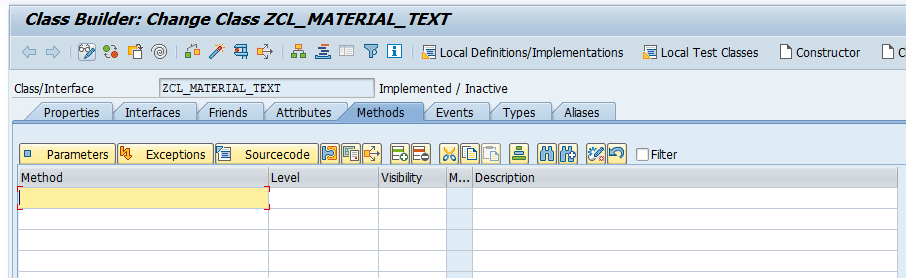 Class Builder: Change Class ZCL_MATERIAL_TEXT
Local Definitions/Implementations Local Test Classes Constructor C
Class/Interface ZCL_MATERIAL_TEXT Implemented / Inactive
Properties Interfaces Friends Attributes Methods Events Types Aliases
Parameters Exceptions Sourcecode Filter
Method Level Visibility M... Description